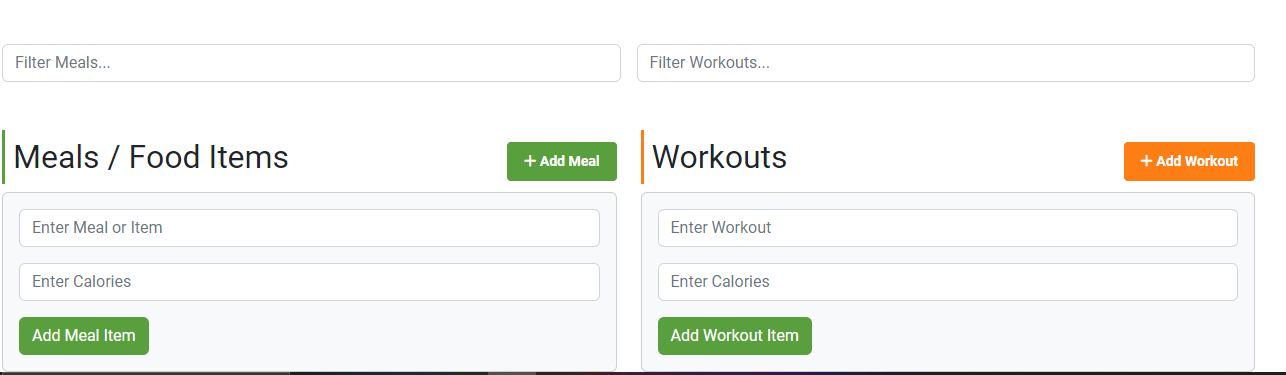 Filter Meals...
Filter Workouts...
Meals / Food Items
+ Add Meal
Workouts
+ Add Workout
Enter Meal or Item
Enter Workout
Enter Calories
Enter Calories
Add Meal Item
Add Workout Item